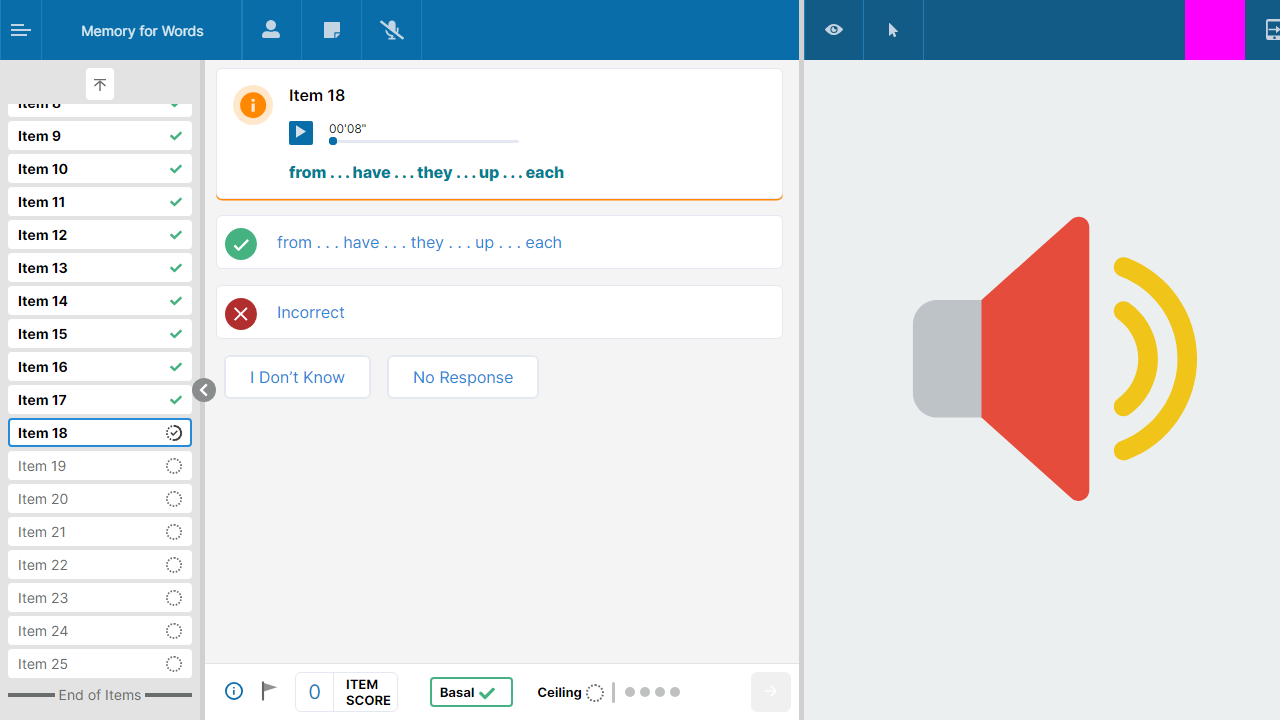 Memory for Words
Item 8
Item 9
Item 10
Item 11
Item 12
Item 13
Item 14
Item 15
Item 16
Item 17
Item 18
Item 19
Item 20
Item 21
Item 22
Item 23
Item 24
Item 25
End of Items
Item 18
00'08"
from . . . have . . . they . . . up . . . each
from . . . have . . . they . . . up . . . each
Incorrect
I Don’t Know
No Response
0
ITEM
SCORE
Basal
Ceiling